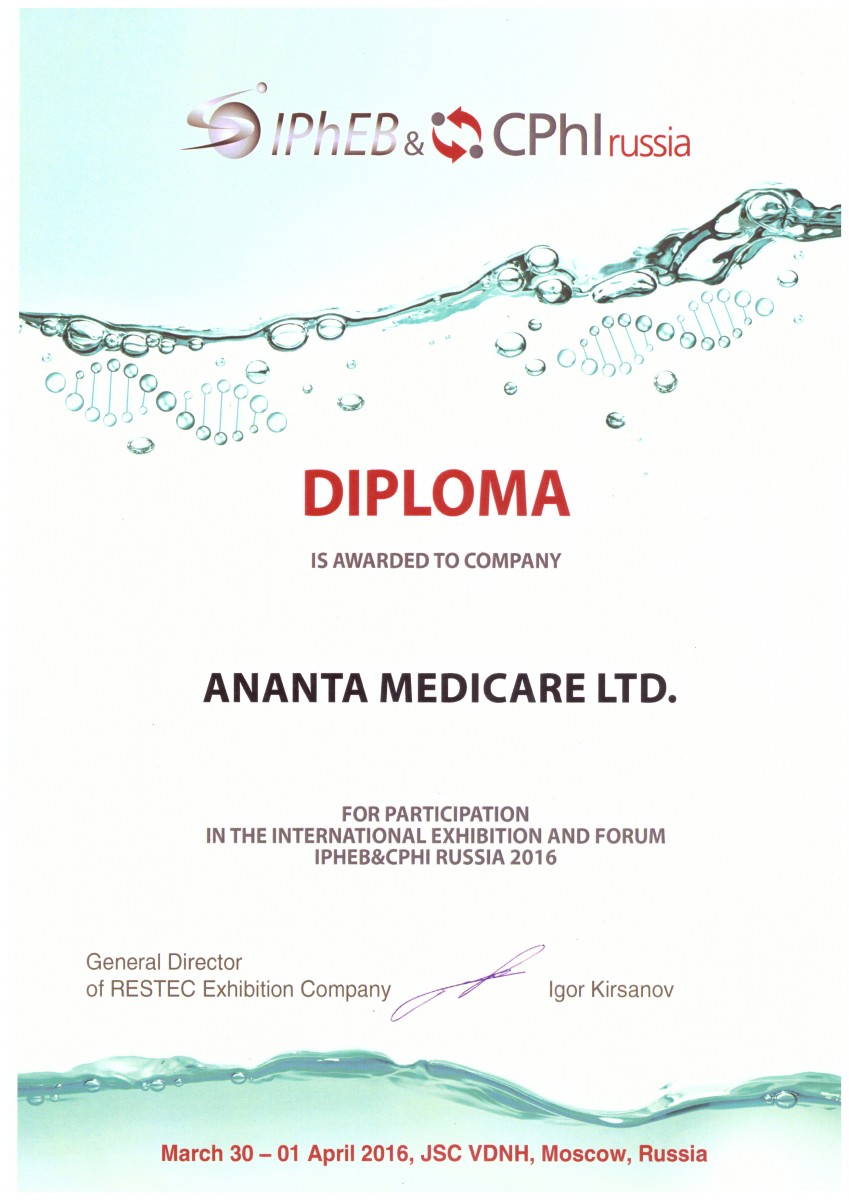 IPhEB & CPhI russia
DIPLOMA
IS AWARDED TO COMPANY
ANANTA MEDICARE LTD.
FOR PARTICIPATION
IN THE INTERNATIONAL EXHIBITION AND FORUM
IPHEB&CPHI RUSSIA 2016
General Director
of RESTEC Exhibition Company
Igor Kirsanov
March 30 – 01 April 2016, JSC VDNH, Moscow, Russia